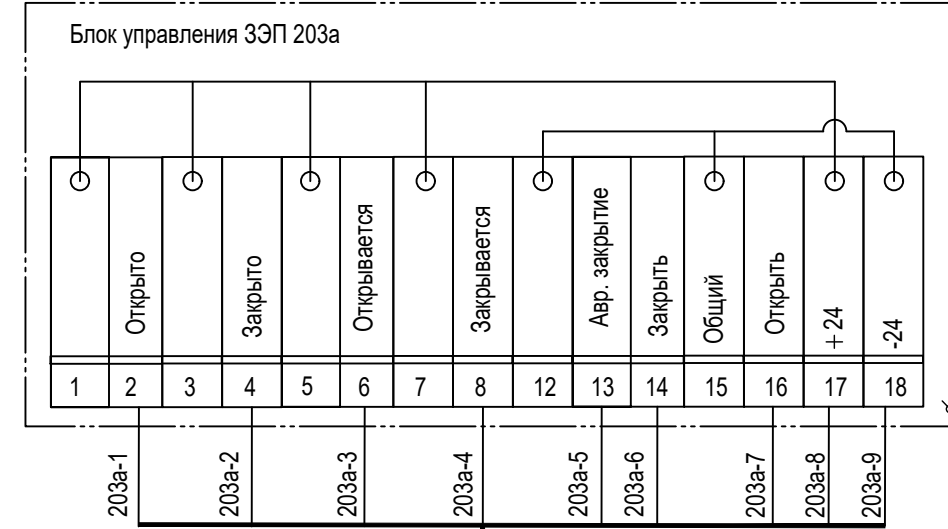 Блок управления ЗЭП 203а
Открыто
Закрыто
Открывается
Закрывается
Авр. закрытие
Закрыть
Общий
Открыть
+24
-24
1 2 3 4 5 6 7 8 12 13 14 15 16 17 18
203а-1
203а-2
203а-3
203а-4
203а-5
203а-6
203а-7
203а-8
203а-9